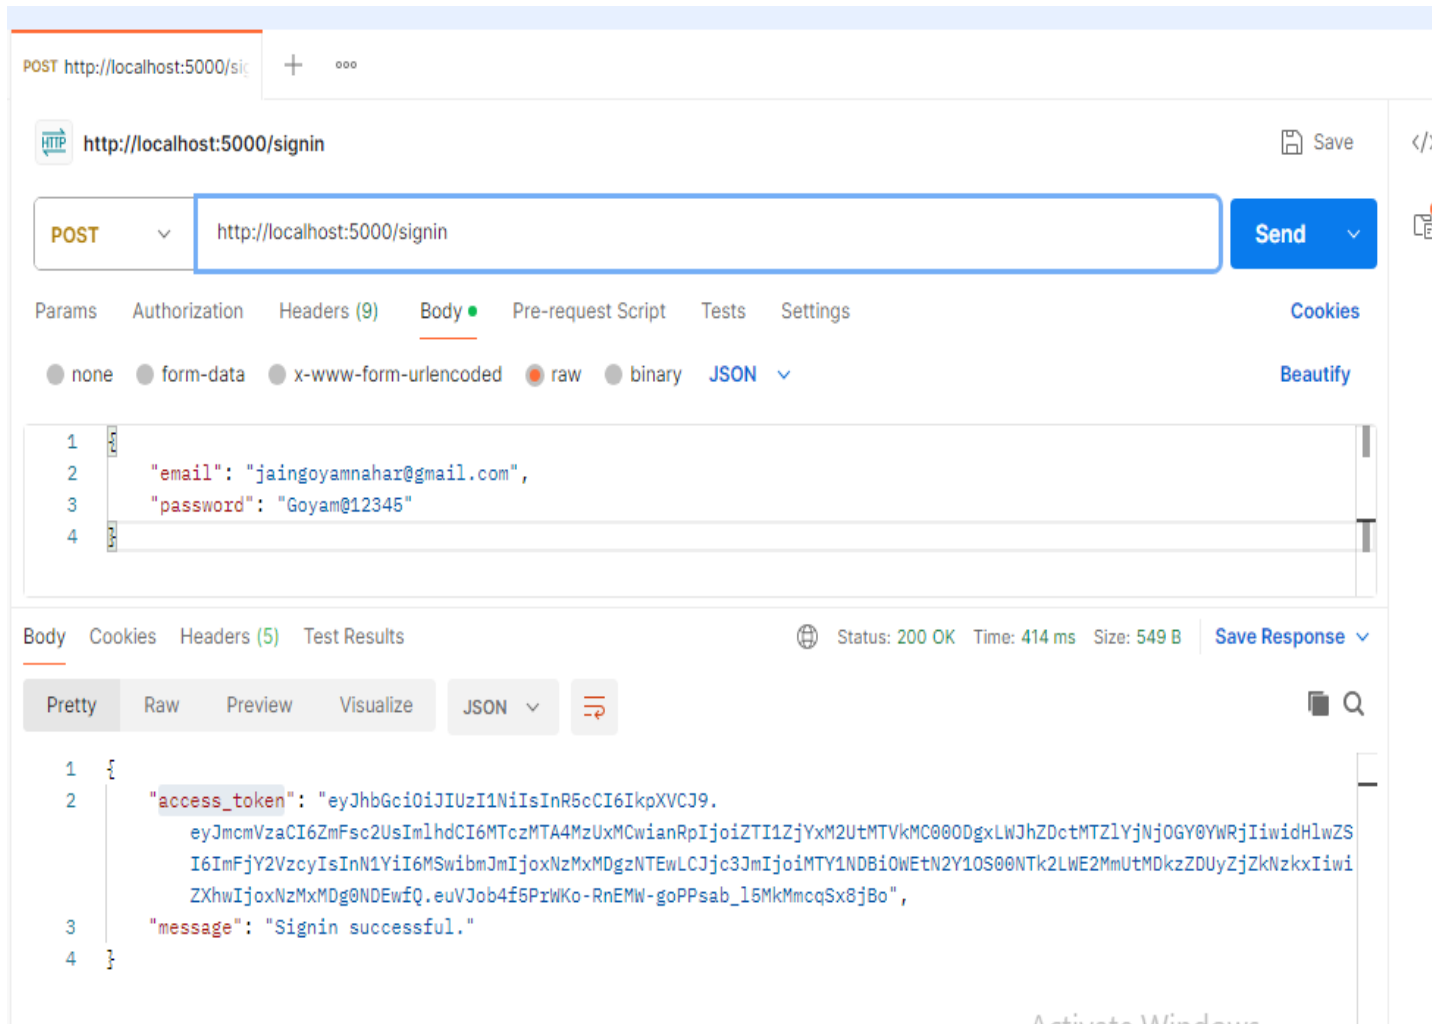 POST http://localhost:5000/si
http://localhost:5000/signin
Save
POST
http://localhost:5000/signin
Send
Params Authorization Headers (9) Body Pre-request Script Tests Settings Cookies
none form-data x-www-form-urlencoded raw binary JSON Beautify
1 {
2 "email": "jaingoyamnahar@gmail.com",
3 "password": "Goyam@12345"
4 }
Body Cookies Headers (5) Test Results Status: 200 OK Time: 414 ms Size: 549 B Save Response
Pretty Raw Preview Visualize JSON
1 {
2 "access_token": "eyJhbGciOiJIUzI1NiIsInR5cCI6IkpXVCJ9.
eyJmcmVzaCI6ZmFsc2UsImlhdCI6MTczMTA4MzUxMCwianRpIjoiZTI1ZjYxM2UtMTVkMC00ODgxLWJhZDctMTZlYjNjOGY0YWRjIiwidHlwZS
I6ImFjY2VzcyIsInN1YiI6MSwibmJmIjoxNzMxMDgzNTEwLCJjc3JmIjoiMTY1NDBiOWEtN2Y1OS00NTk2LWE2MmUtMDkzZDUyZjZkNzkxIiwi
ZXhwIjoxNzMxMDg0NDEwfQ.euVJob4f5PrWKo-RnEMW-goPPsab_l5MkMmcqSx8jBo",
3 "message": "Signin successful."
4 }
Activate Windows